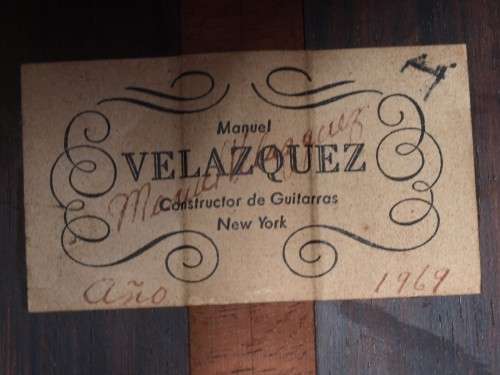 Manuel
VELAZQUEZ
Manuel Velazquez
Constructor de Guitarras
New York
Año 1969